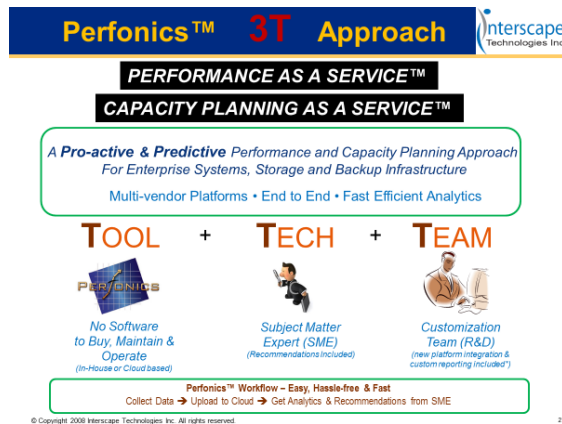 Perfonics™ 3T Approach
Interscape
Technologies Inc
PERFORMANCE AS A SERVICE™
CAPACITY PLANNING AS A SERVICE™
A Pro-active & Predictive Performance and Capacity Planning Approach
For Enterprise Systems, Storage and Backup Infrastructure
Multi-vendor Platforms • End to End • Fast Efficient Analytics
TOOL + TECH + TEAM
PERFONICS
No Software
to Buy, Maintain &
Operate
(In-House or Cloud based)
Subject Matter
Expert (SME)
(Recommendations Included)
Customization
Team (R&D)
(new platform integration &
custom reporting included*)
Perfonics™ Workflow – Easy, Hassle-free & Fast
Collect Data ➔ Upload to Cloud ➔ Get Analytics & Recommendations from SME
© Copyright 2008 Interscape Technologies Inc. All rights reserved.
2